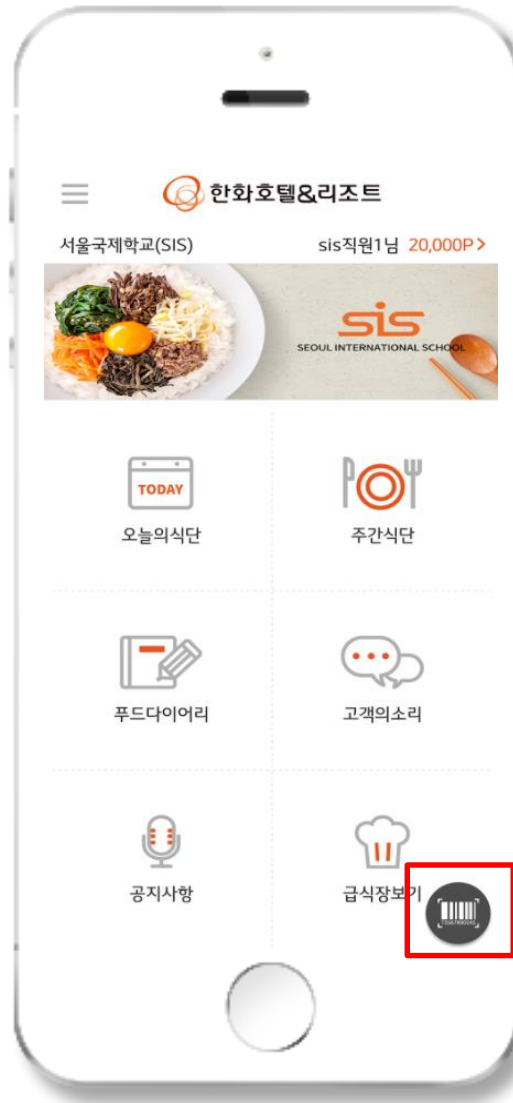 한화호텔&리조트
서울국제학교(SIS) sis직원1님 20,000P >
sis
SEOUL INTERNATIONAL SCHOOL
TODAY
오늘의식단 주간식단
푸드다이어리 고객의소리
공지사항 급식장보기